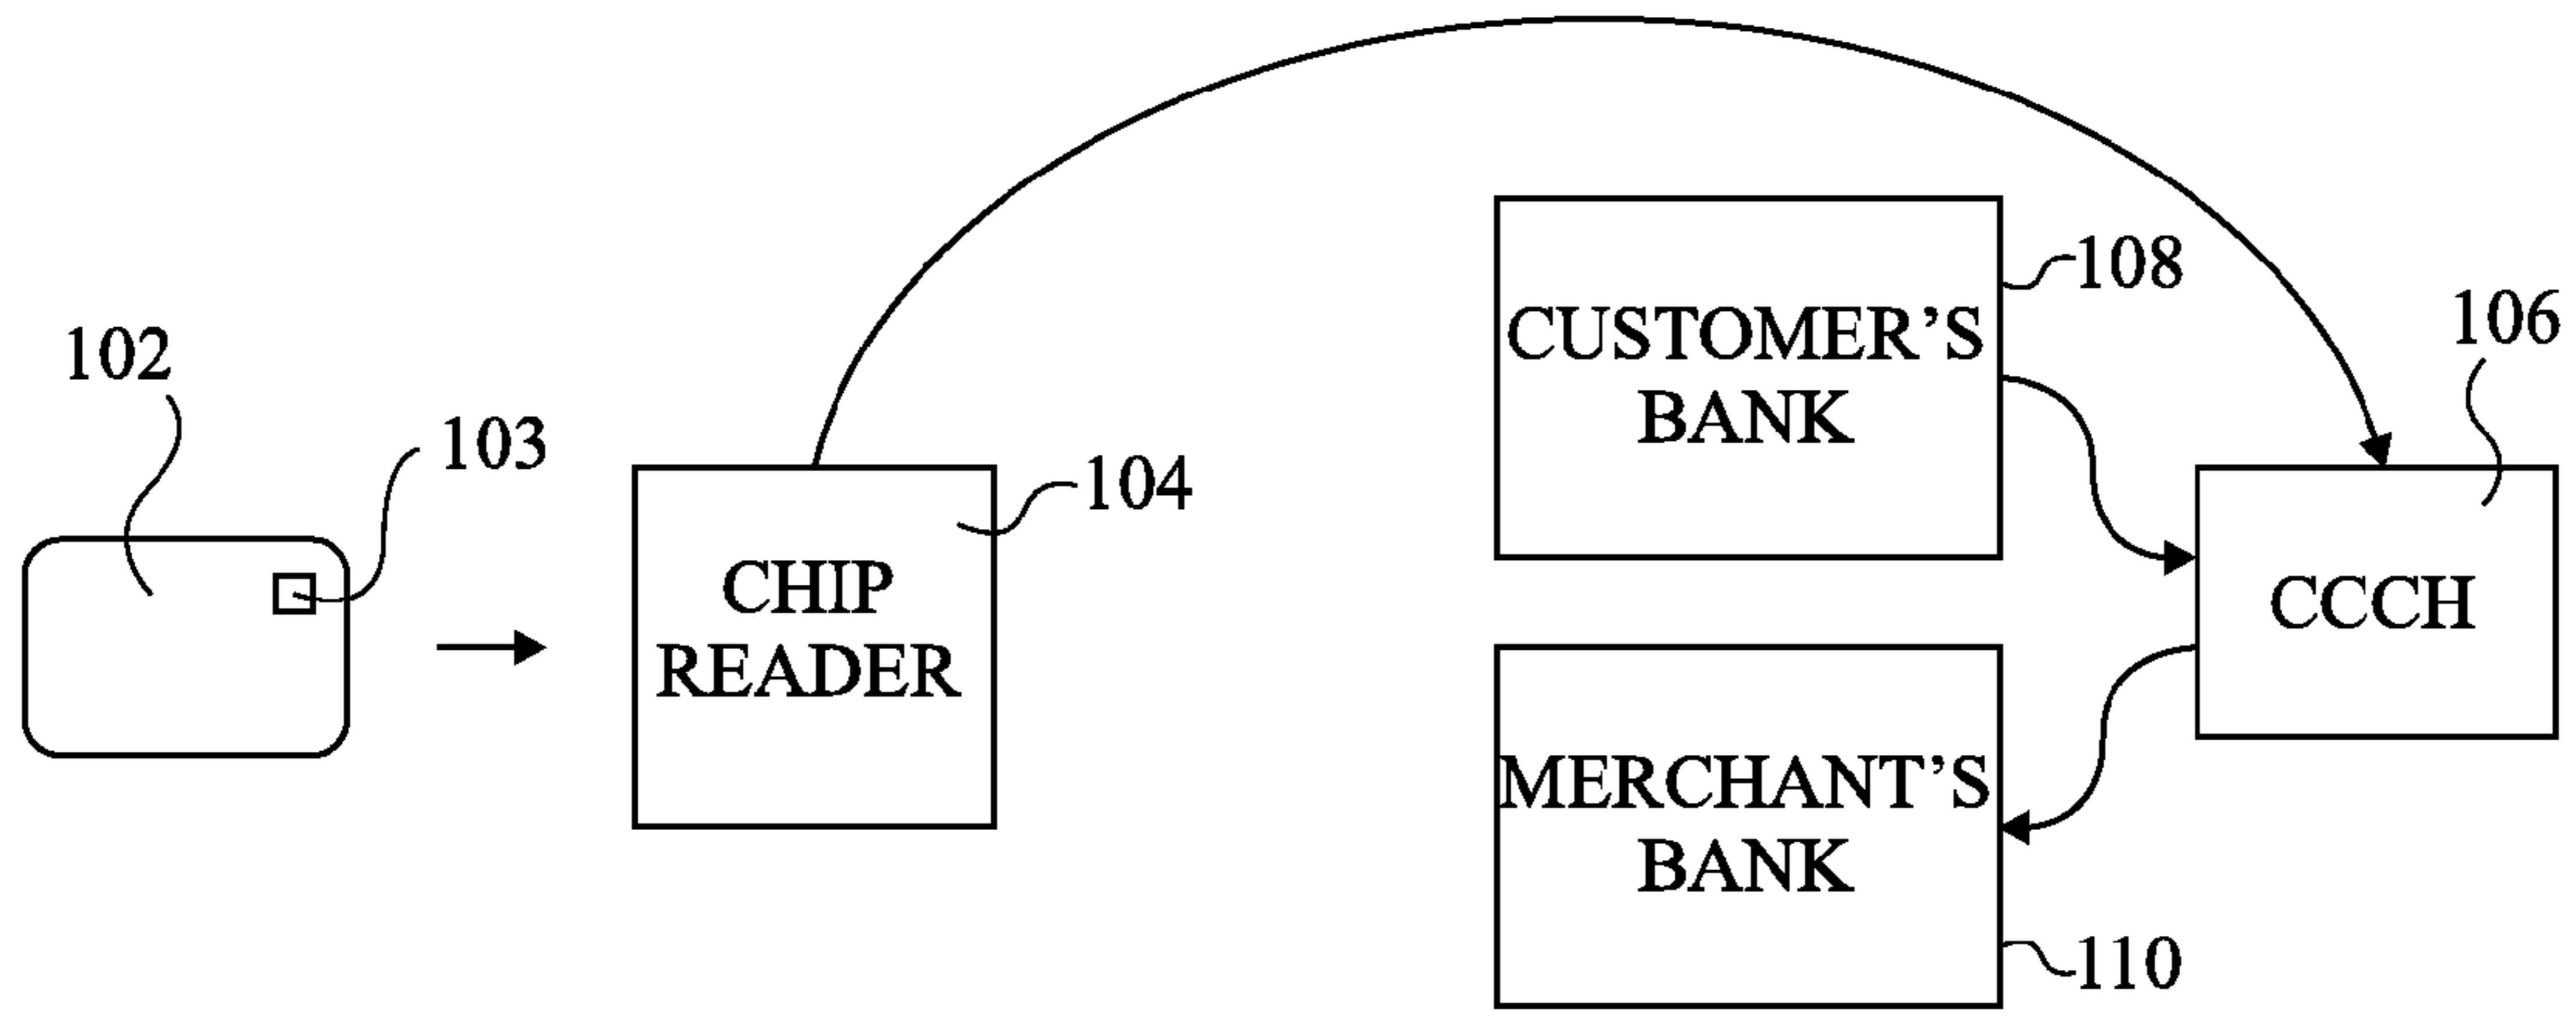 102
103
CHIP
READER
104
CUSTOMER’S
BANK
108
MERCHANT’S
BANK
110
CCCH
106